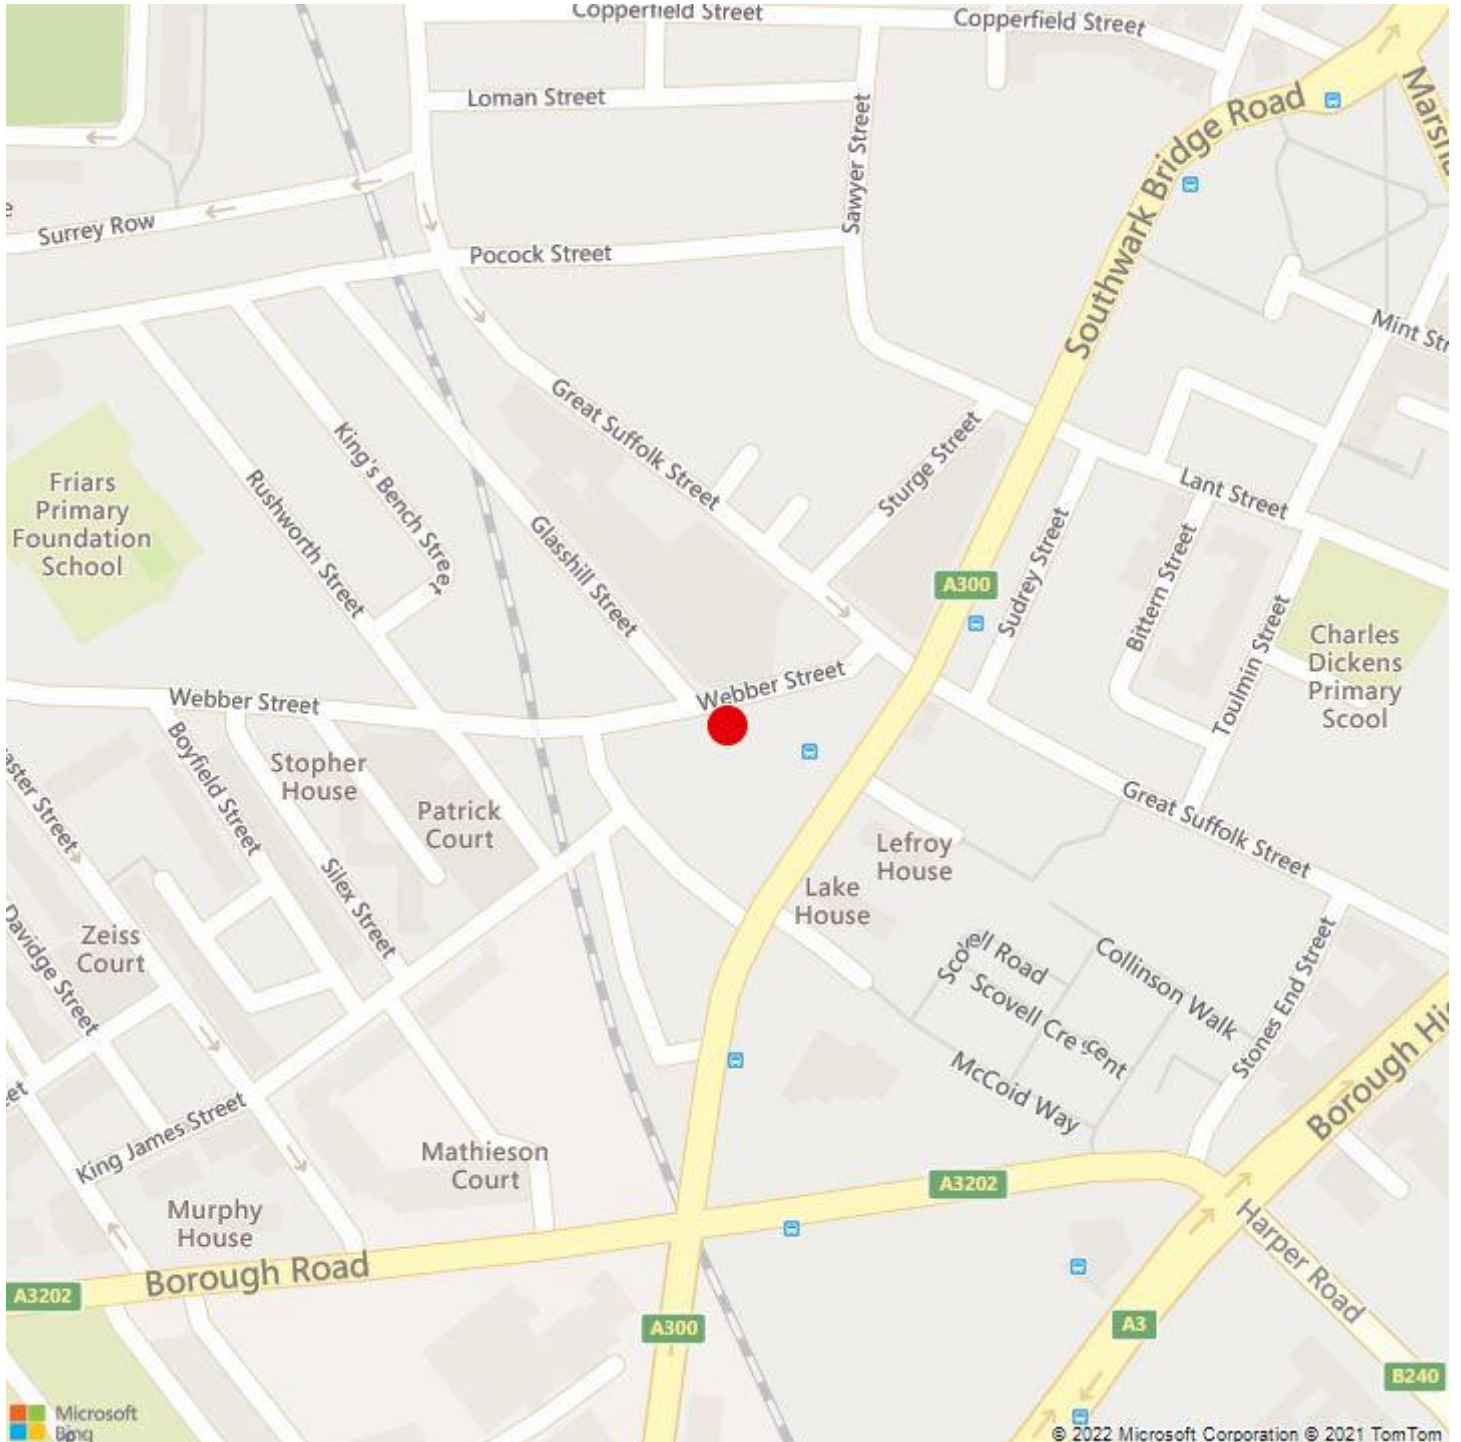 Copperfield Street
Copperfield Street
Loman Street
Southwark Bridge Road
Sawyer Street
Surrey Row
Pocock Street
Mint Str
Great Suffolk Street
Sturge Street
King's Bench Street
Rushworth Street
Glasshill Street
Friars
Primary
Foundation
School
Lant Street
A300
Sudrey Street
Bittern Street
Toulmin Street
Charles
Dickens
Primary
Scool
Webber Street
Webber Street
Boyfield Street
Stopher
House
Patrick
Court
aster Street
Silex Street
Great Suffolk Street
Lefroy
House
Lake
House
Davidge Street
Zeiss
Court
Scovell Road
Scovell Crescent
Collinson Walk
Stones End Street
McCoid Way
Borough Hi
eet
King James Street
Mathieson
Court
A3202
Murphy
House
Borough Road
Harper Road
A3202
A300
A3
B240
Microsoft
Bing
© 2022 Microsoft Corporation © 2021 TomTom